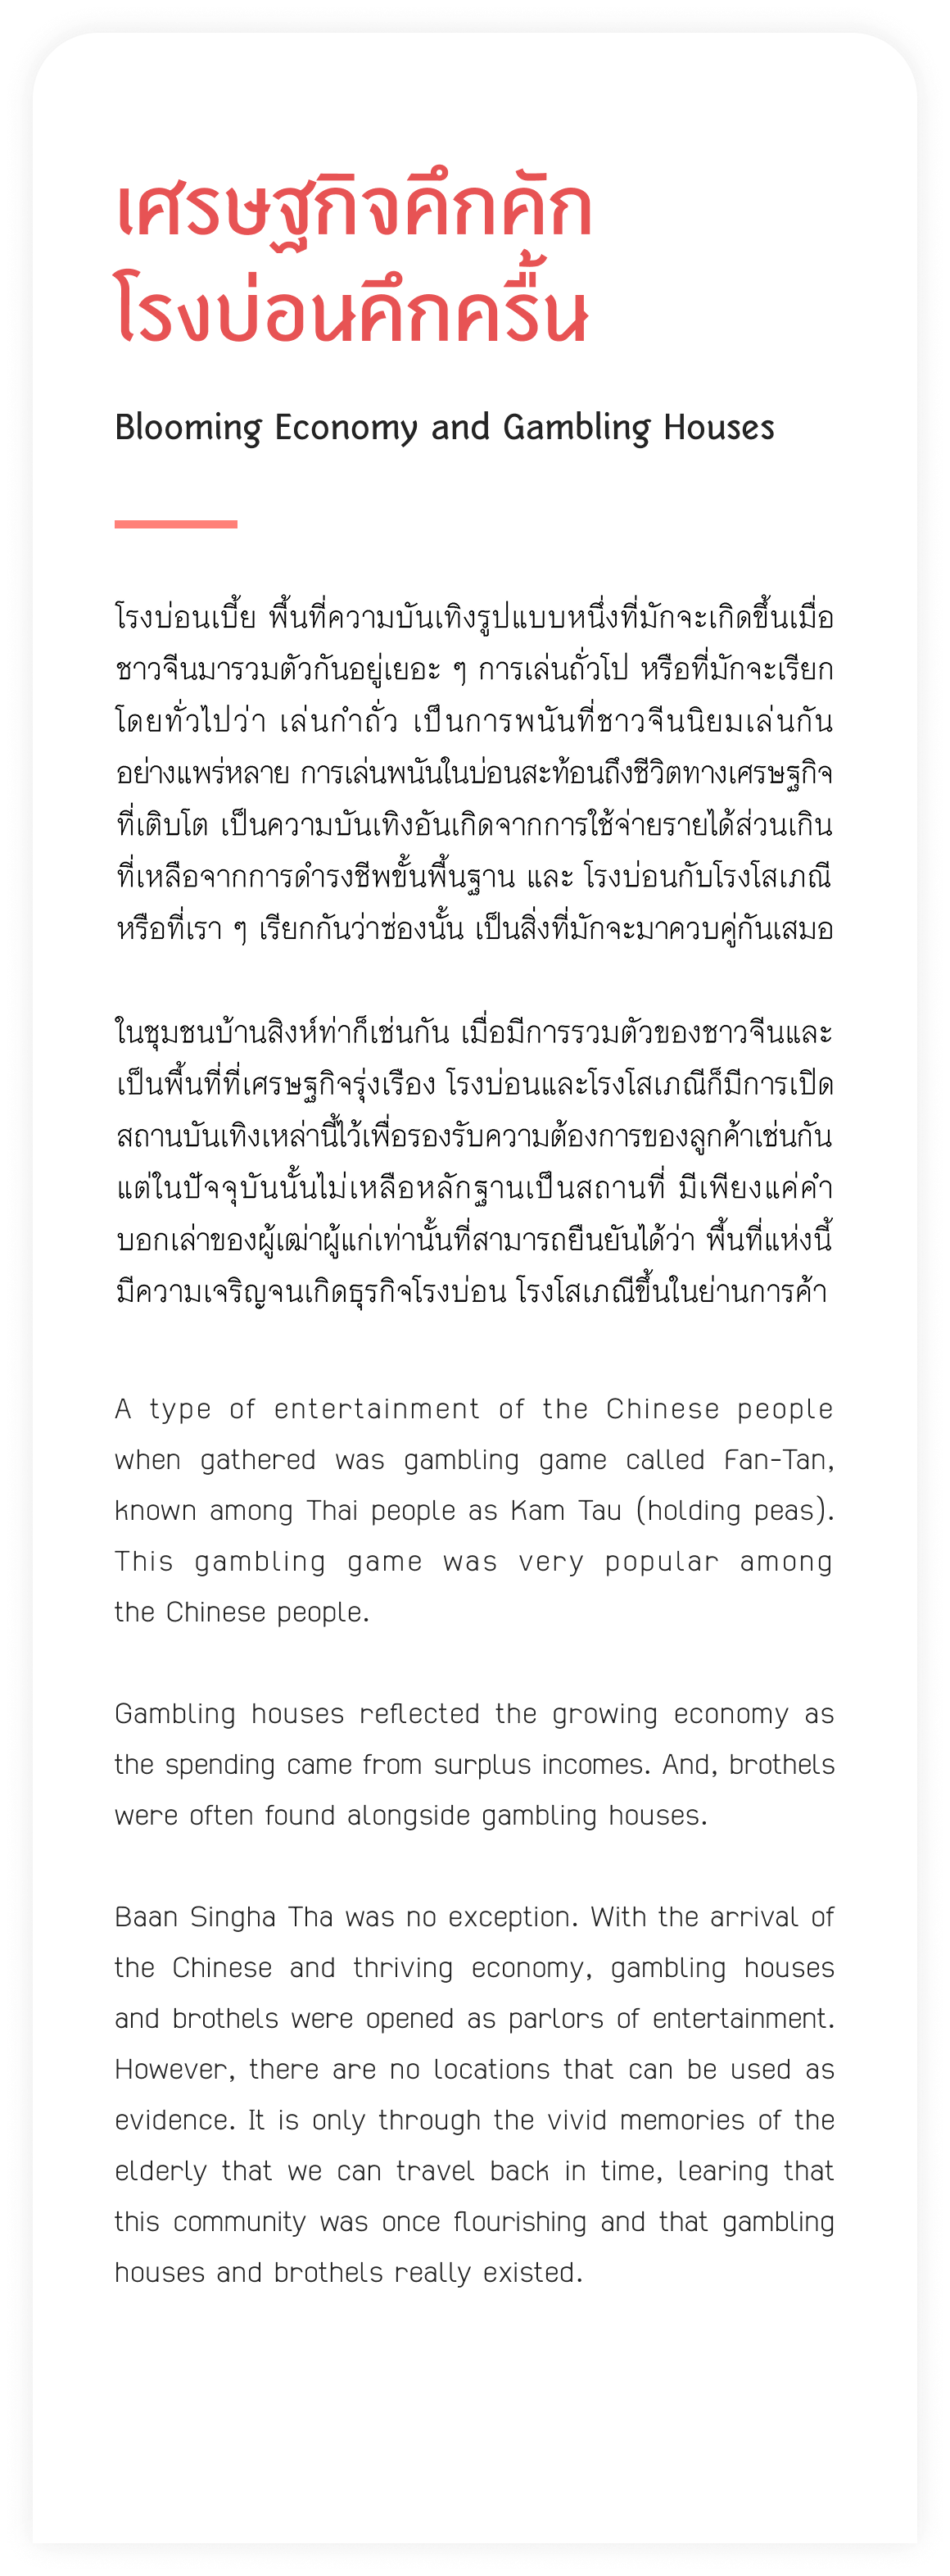 เศรษฐกิจคึกคัก
โรงบ่อนคึกครื้น
Blooming Economy and Gambling Houses
โรงบ่อนเบี้ย พื้นที่ความบันเทิงรูปแบบหนึ่งที่มักจะเกิดขึ้นเมื่อ
ชาวจีนมารวมตัวกันอยู่เยอะ ๆ การเล่นถั่วโป หรือที่มักจะเรียก
โดยทั่วไปว่า เล่นกำถั่ว เป็นการพนันที่ชาวจีนนิยมเล่นกัน
อย่างแพร่หลาย การเล่นพนันในบ่อนสะท้อนถึงชีวิตทางเศรษฐกิจ
ที่เติบโต เป็นความบันเทิงอันเกิดจากการใช้จ่ายรายได้ส่วนเกิน
ที่เหลือจากการดำรงชีพขั้นพื้นฐาน และ โรงบ่อนกับโรงโสเภณี
หรือที่เรา ๆ เรียกกันว่าซ่องนั้น เป็นสิ่งที่มักจะมาควบคู่กันเสมอ
ในชุมชนบ้านสิงห์ท่าก็เช่นกัน เมื่อมีการรวมตัวของชาวจีนและ
เป็นพื้นที่ที่เศรษฐกิจรุ่งเรือง โรงบ่อนและโรงโสเภณีก็มีการเปิด
สถานบันเทิงเหล่านี้ไว้เพื่อรองรับความต้องการของลูกค้าเช่นกัน
แต่ในปัจจุบันนั้นไม่เหลือหลักฐานเป็นสถานที่ มีเพียงแค่คำ
บอกเล่าของผู้เฒ่าผู้แก่เท่านั้นที่สามารถยืนยันได้ว่า พื้นที่แห่งนี้
มีความเจริญจนเกิดธุรกิจโรงบ่อน โรงโสเภณีขึ้นในย่านการค้า
A type of entertainment of the Chinese people
when gathered was gambling game called Fan-Tan,
known among Thai people as Kam Tau (holding peas).
This gambling game was very popular among
the Chinese people.
Gambling houses reflected the growing economy as
the spending came from surplus incomes. And, brothels
were often found alongside gambling houses.
Baan Singha Tha was no exception. With the arrival of
the Chinese and thriving economy, gambling houses
and brothels were opened as parlors of entertainment.
However, there are no locations that can be used as
evidence. It is only through the vivid memories of the
elderly that we can travel back in time, learing that
this community was once flourishing and that gambling
houses and brothels really existed.